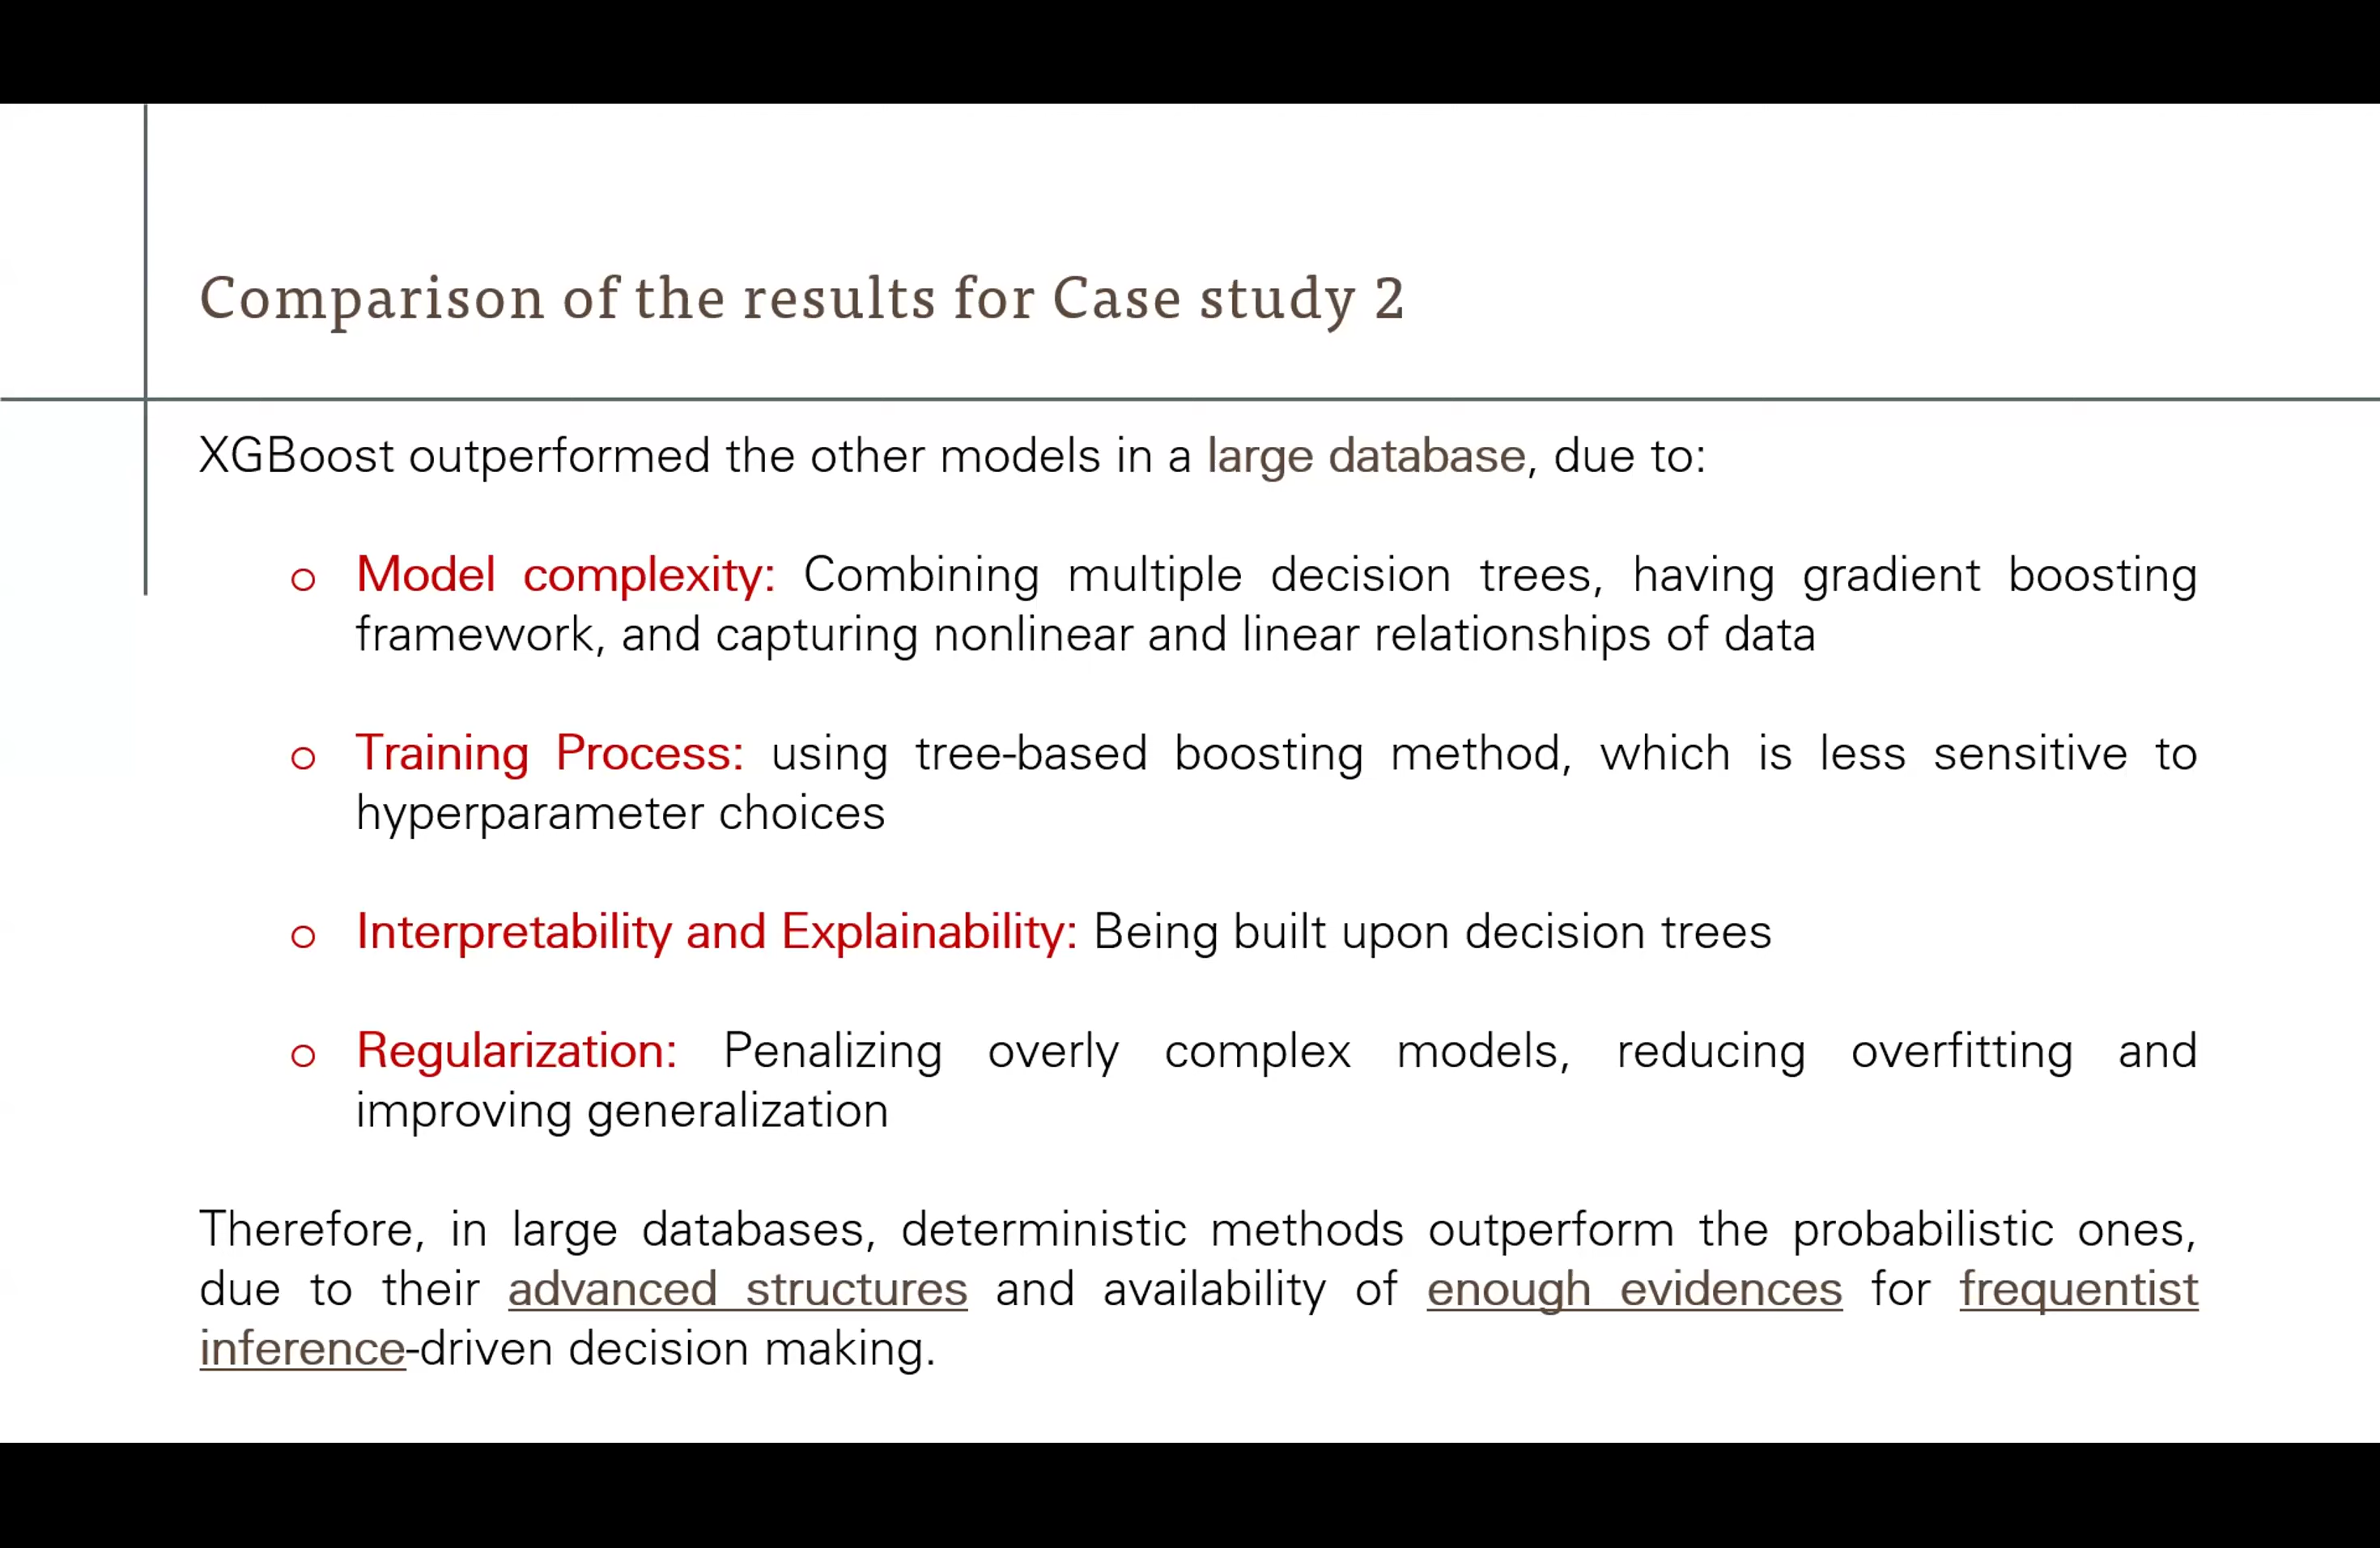 Comparison of the results for Case study 2
XGBoost outperformed the other models in a large database, due to:
Model complexity: Combining multiple decision trees, having gradient boosting
framework, and capturing nonlinear and linear relationships of data
Training Process: using tree-based boosting method, which is less sensitive to
hyperparameter choices
Interpretability and Explainability: Being built upon decision trees
Regularization: Penalizing overly complex models, reducing overfitting and
improving generalization
Therefore, in large databases, deterministic methods outperform the probabilistic ones,
due to their advanced structures and availability of enough evidences for frequentist
inference-driven decision making.